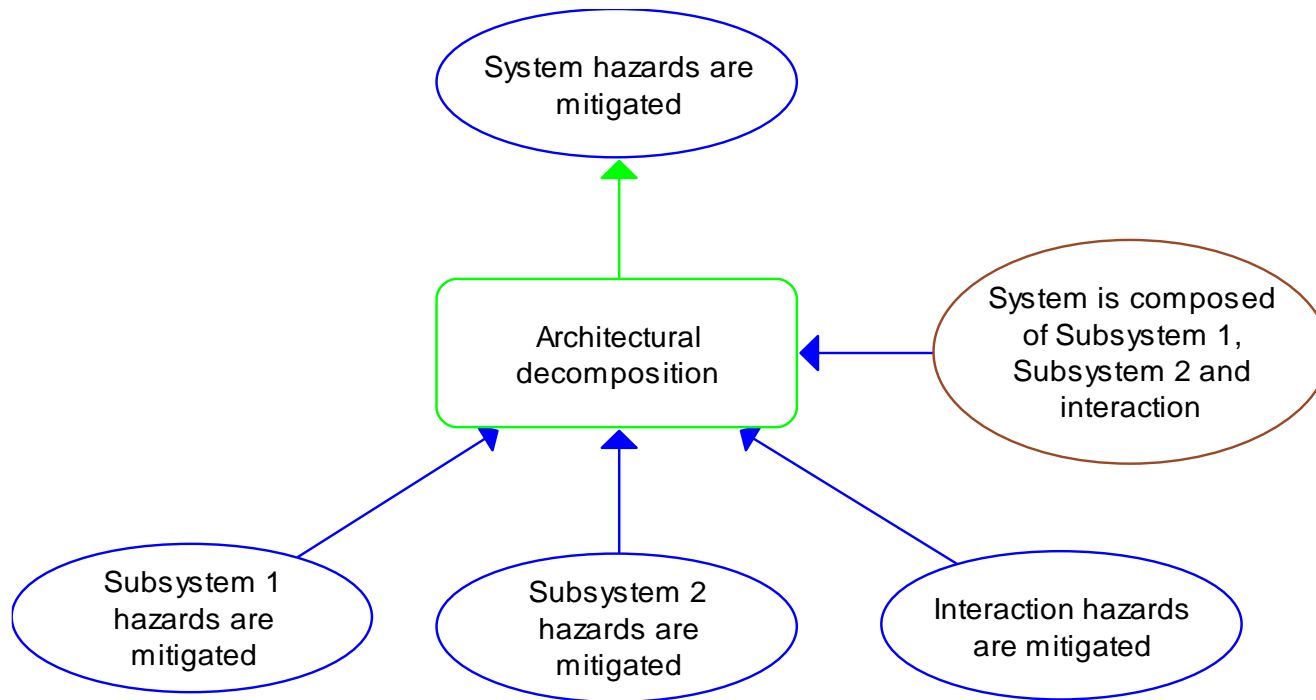 System hazards are
mitigated
Architectural
decomposition
System is composed
of Subsystem 1,
Subsystem 2 and
interaction
Subsystem 1
hazards are
mitigated
Subsystem 2
hazards are
mitigated
Interaction hazards
are mitigated